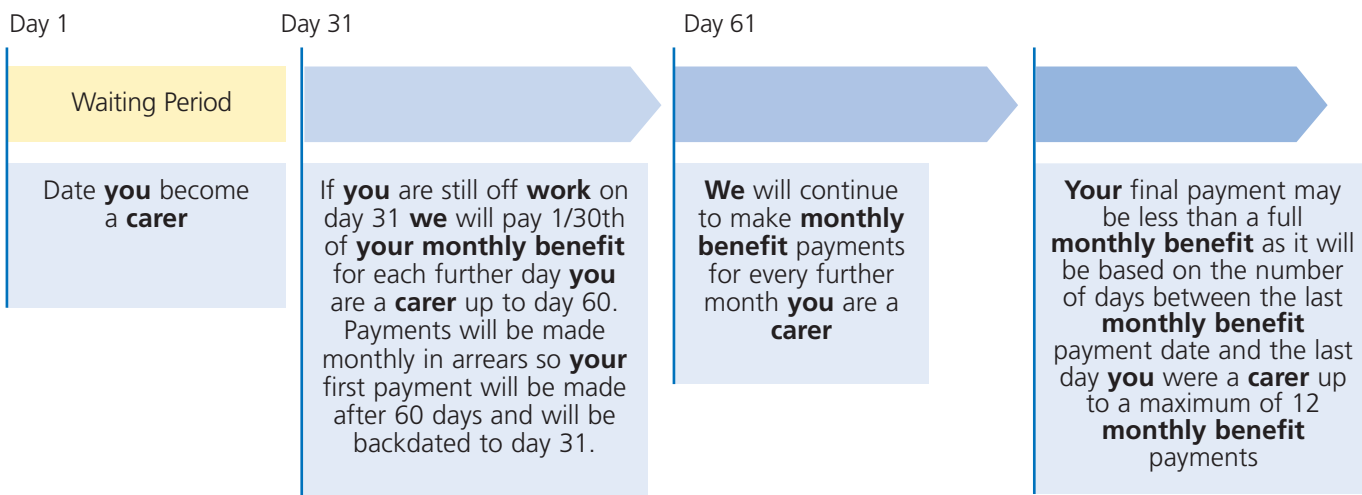 Day 1
Day 31
Day 61
Waiting Period
Date you become
a carer
If you are still off work on
day 31 we will pay 1/30th
of your monthly benefit
for each further day you
are a carer up to day 60.
Payments will be made
monthly in arrears so your
first payment will be made
after 60 days and will be
backdated to day 31.
We will continue
to make monthly
benefit payments
for every further
month you are a
carer
Your final payment may
be less than a full
monthly benefit as it will
be based on the number
of days between the last
monthly benefit
payment date and the last
day you were a carer up
to a maximum of 12
monthly benefit
payments